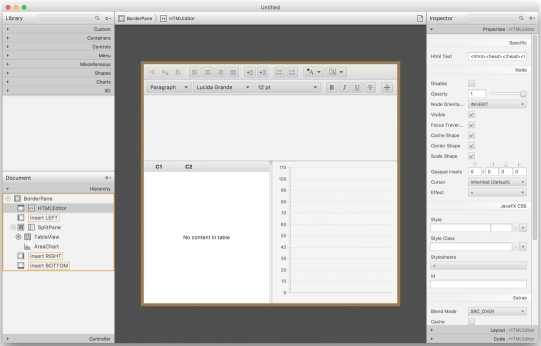 Untitled
Library
Custom
Containers
Controls
Menu
Miscellaneous
Shapes
Charts
3D
Document
Hierarchy
BorderPane
HTMLEditor
insert LEFT
SplitPane
TableView
AreaChart
insert RIGHT
insert BOTTOM
Controller
BorderPane HTMLEditor
Paragraph Lucida Grande 12 pt B I U
C1 C2
No content in table
110
100
90
80
70
60
50
40
30
20
10
0
Inspector
Properties : HTMLEditor
Specific
Html Text <html><head></head><
Node
Disable
Opacity 1
Node Orienta... INHERIT
Visible
Focus Traver...
Cache Shape
Center Shape
Scale Shape
Opaque Insets 0 0 0 0
Cursor Inherited (Default)
Effect +
JavaFX CSS
Style
Style Class
Stylesheets
+
Id
Extras
Blend Mode SRC_OVER
Cache
Layout : HTMLEditor
Code : HTMLEditor